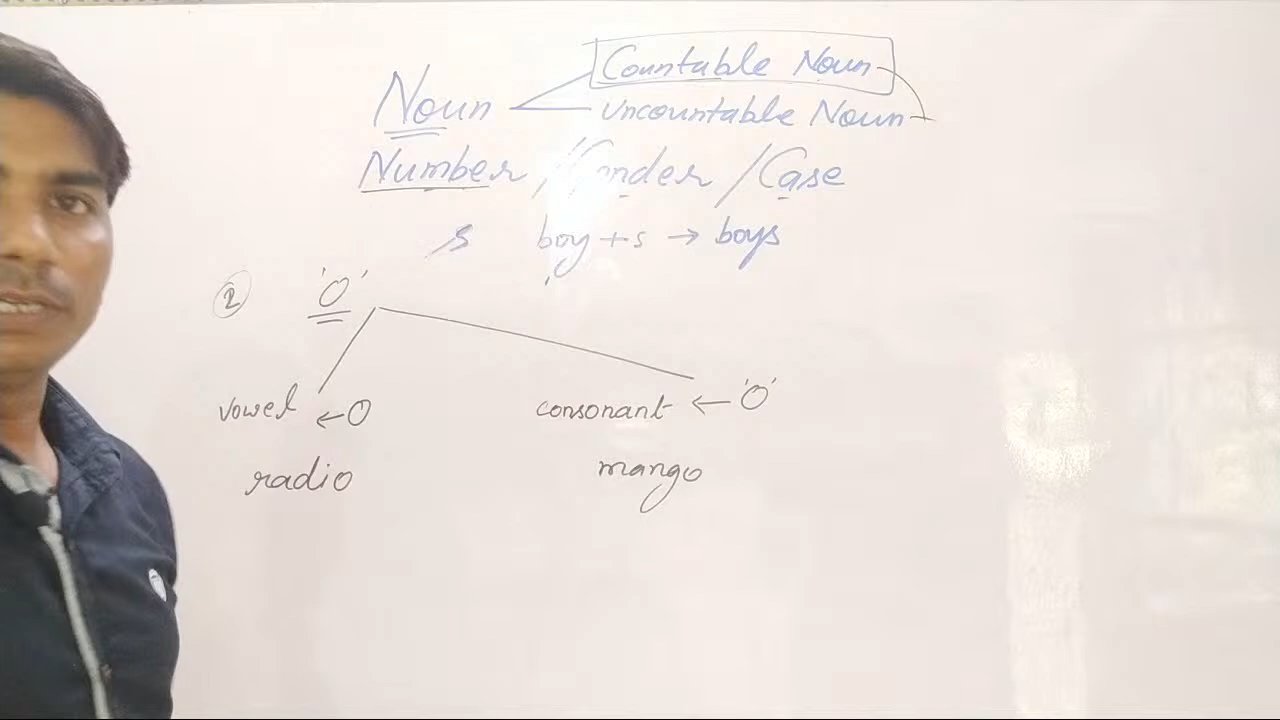 Countable Noun
Noun
Uncountable Noun
Number / Gender / Case
s boy + s → boys
2 'O'
vowel ← O consonant ← 'O'
radio mango